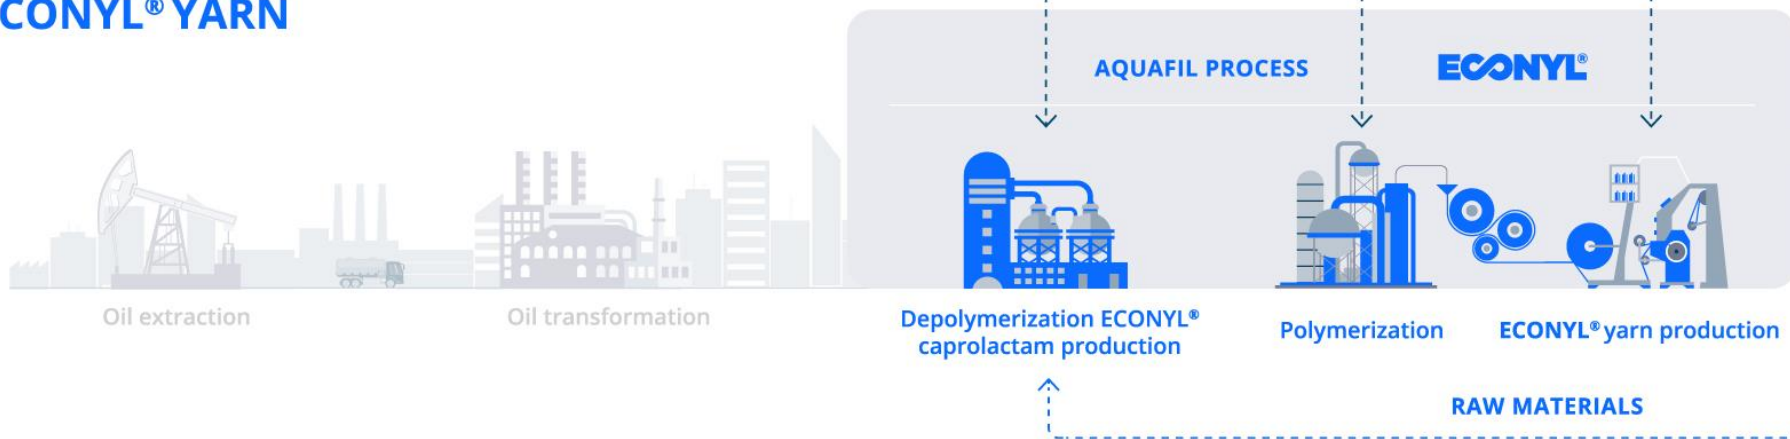 CONYL® YARN
AQUAFIL PROCESS
ECONYL®
Oil extraction
Oil transformation
Depolymerization ECONYL®
caprolactam production
Polymerization
ECONYL® yarn production
RAW MATERIALS